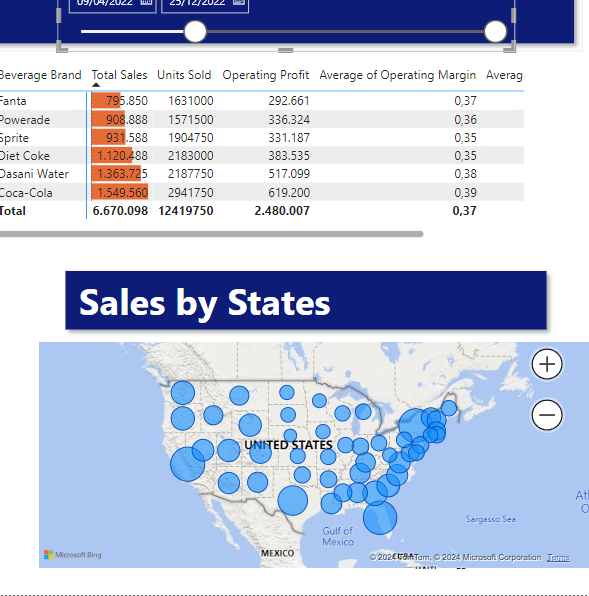 09/04/2022 25/12/2022
Beverage Brand Total Sales Units Sold Operating Profit Average of Operating Margin Averag
Fanta 795.850 1631000 292.661 0,37
Powerade 908.888 1571500 336.324 0,36
Sprite 931.588 1904750 331.187 0,35
Diet Coke 1.120.488 2183000 383.535 0,35
Dasani Water 1.363.725 2187750 517.099 0,38
Coca-Cola 1.549.560 2941750 619.200 0,39
Total 6.670.098 12419750 2.480.007 0,37
Sales by States
UNITED STATES
Gulf of
Mexico
Sargasso Sea
MEXICO
CUBA
Microsoft Bing
© 2024 TomTom, © 2024 Microsoft Corporation Terms